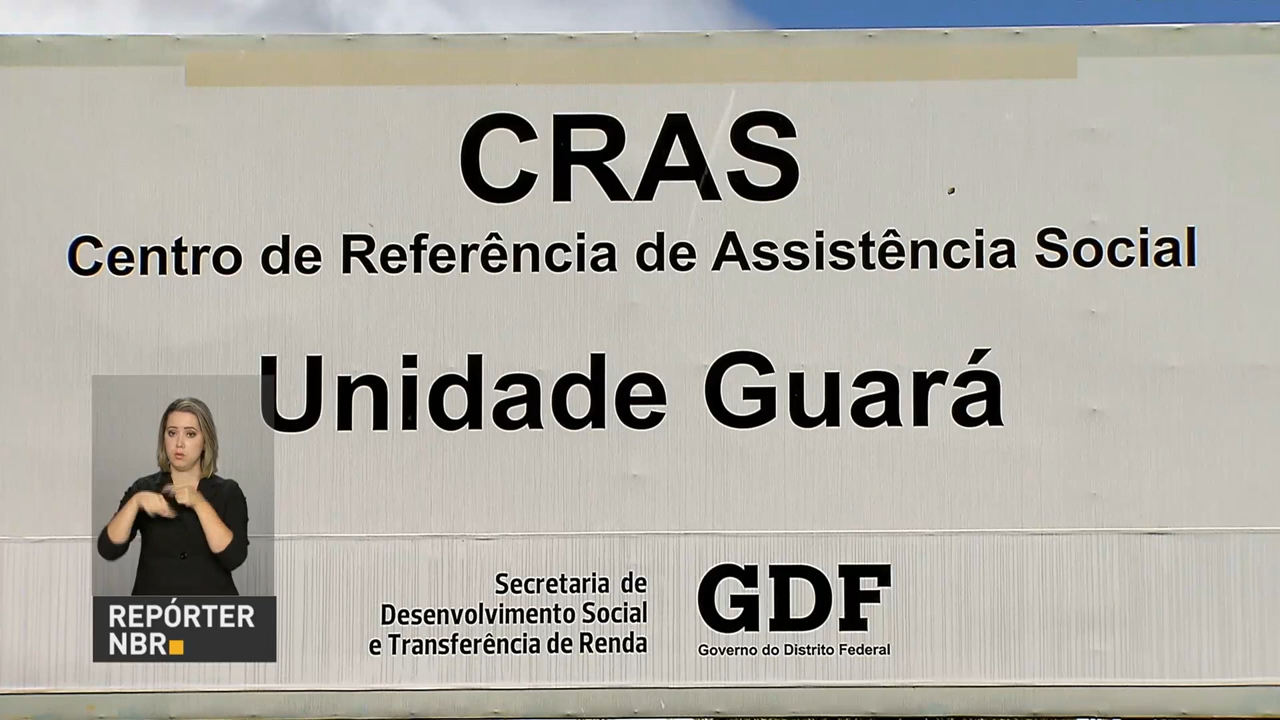 CRAS
Centro de Referência de Assistência Social
Unidade Guará
Secretaria de
Desenvolvimento Social
e Transferência de Renda
GDF
Governo do Distrito Federal
REPÓRTER
NBR